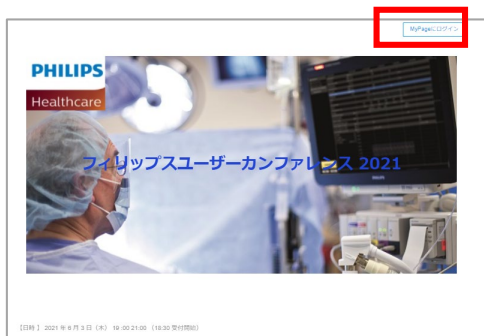 MyPageにログイン
PHILIPS
Healthcare
フィリップスユーザーカンファレンス 2021
PHILIPS
【日時 】 2021 年 6 月 3 日（木） 19 :00 21:00 （18:30 受付開始）